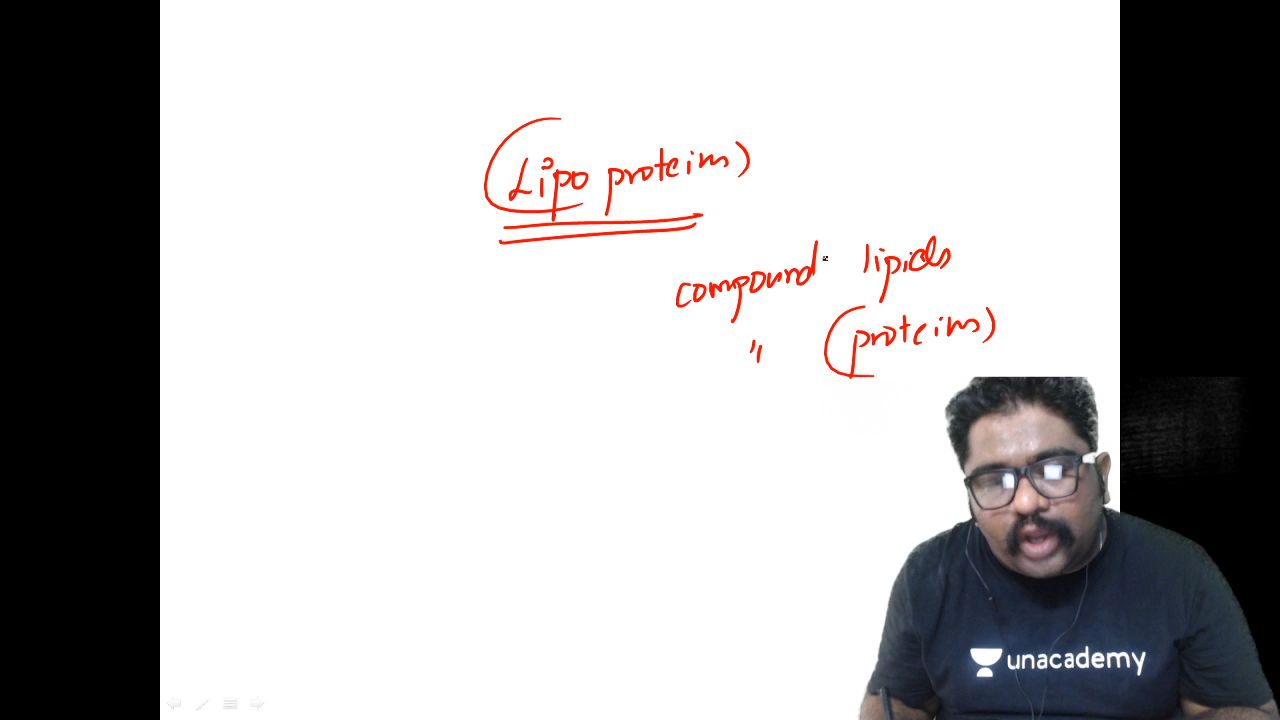 (Lipo proteins)
compound lipids
" (proteins)
unacademy